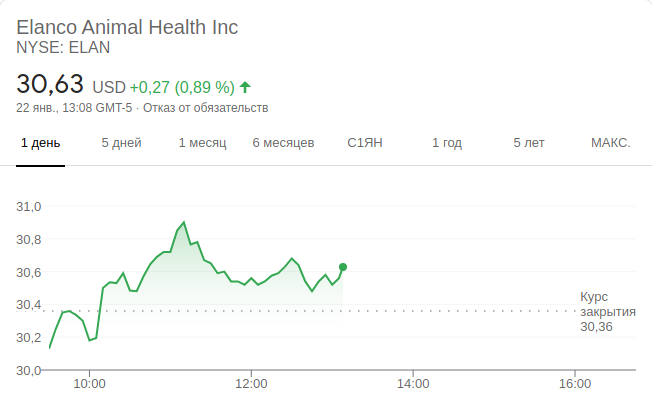 Elanco Animal Health Inc
NYSE: ELAN
30,63 USD +0,27 (0,89 %)
22 янв., 13:08 GMT-5 · Отказ от обязательств
1 день 5 дней 1 месяц 6 месяцев С1ЯН 1 год 5 лет МАКС.
31,0
30,8
30,6
30,4
30,2
30,0
Курс
закрытия
30,36
10:00 12:00 14:00 16:00